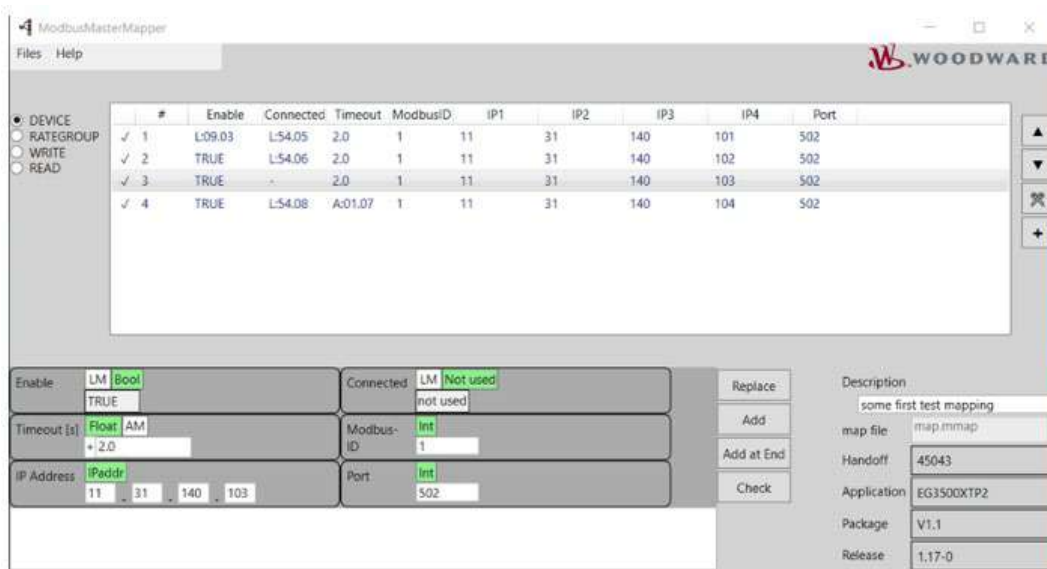 ModbusMasterMapper
Files Help
WOODWARD
DEVICE
RATEGROUP
WRITE
READ
# Enable Connected Timeout ModbusID IP1 IP2 IP3 IP4 Port
✓ 1 L:09.03 L:54.05 2.0 1 11 31 140 101 502
✓ 2 TRUE L:54.06 2.0 1 11 31 140 102 502
✓ 3 TRUE - 2.0 1 11 31 140 103 502
✓ 4 TRUE L:54.08 A:01.07 1 11 31 140 104 502
Enable LM Bool
TRUE
Connected LM Not used
not used
Timeout [s] Float AM
+ 2.0
Modbus-ID Int
1
IP Address IPaddr
11 . 31 . 140 . 103
Port Int
502
Replace
Add
Add at End
Check
Description
some first test mapping
map file map.mmap
Handoff 45043
Application EG3500XTP2
Package V1.1
Release 1.17-0